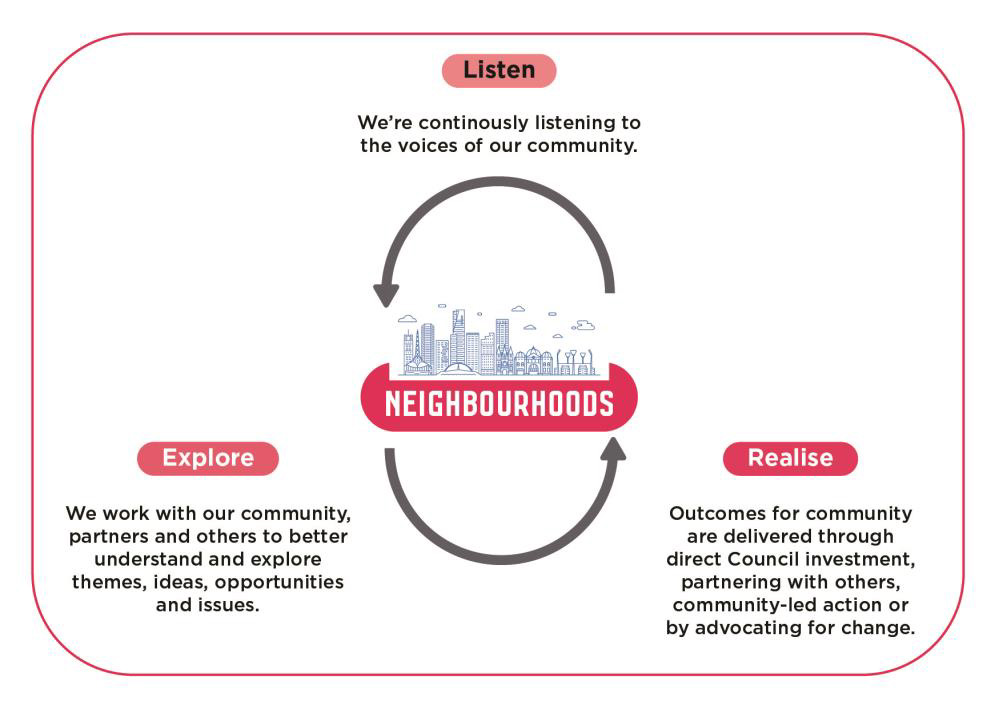 Listen
We're continously listening to
the voices of our community.
NEIGHBOURHOODS
Explore
We work with our community,
partners and others to better
understand and explore
themes, ideas, opportunities
and issues.
Realise
Outcomes for community
are delivered through
direct Council investment,
partnering with others,
community-led action or
by advocating for change.